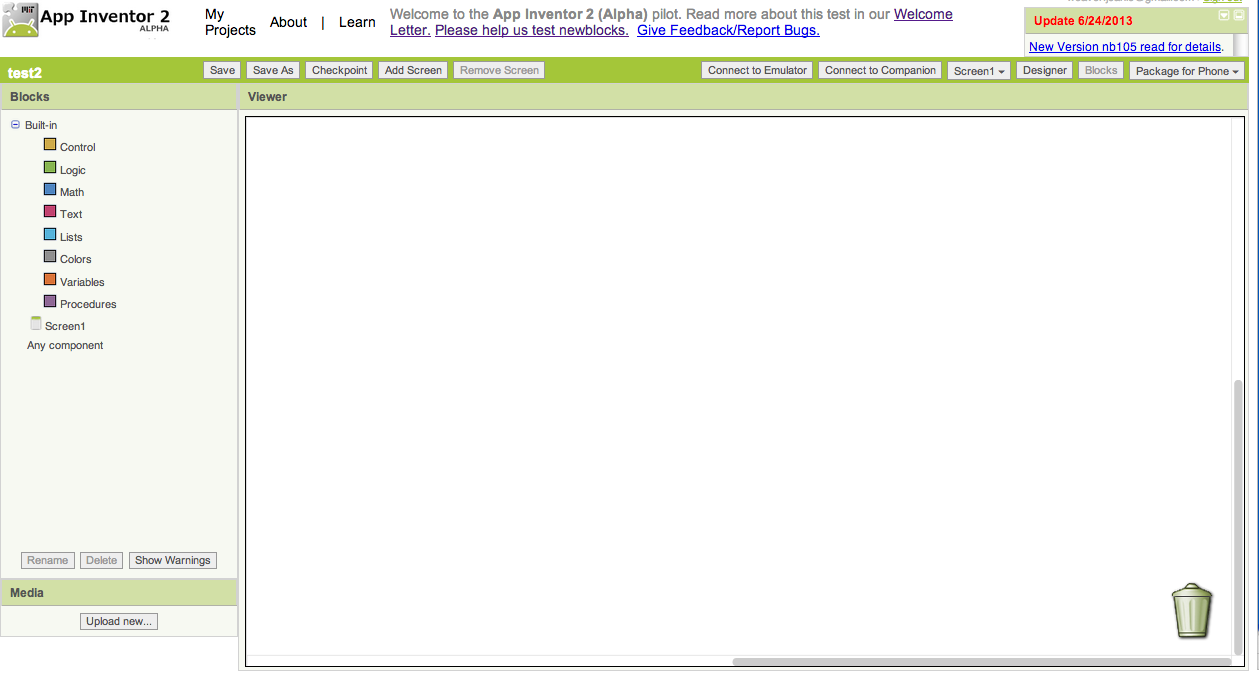 App Inventor 2
ALPHA
My Projects
About | Learn
Welcome to the App Inventor 2 (Alpha) pilot. Read more about this test in our Welcome
Letter. Please help us test newblocks. Give Feedback/Report Bugs.
Update 6/24/2013
New Version nb105 read for details.
test2
Save
Save As
Checkpoint
Add Screen
Remove Screen
Connect to Emulator
Connect to Companion
Screen1
Designer
Blocks
Package for Phone
Blocks
Viewer
Built-in
Control
Logic
Math
Text
Lists
Colors
Variables
Procedures
Screen1
Any component
Rename
Delete
Show Warnings
Media
Upload new...